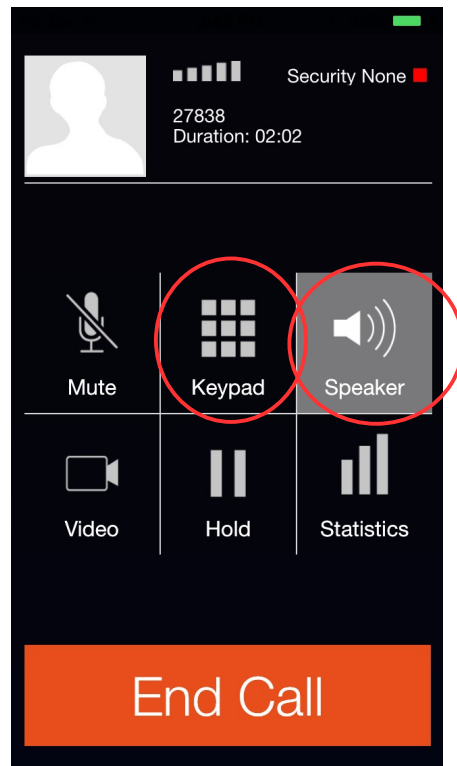 Security None
27838
Duration: 02:02
Mute Keypad Speaker
Video Hold Statistics
End Call